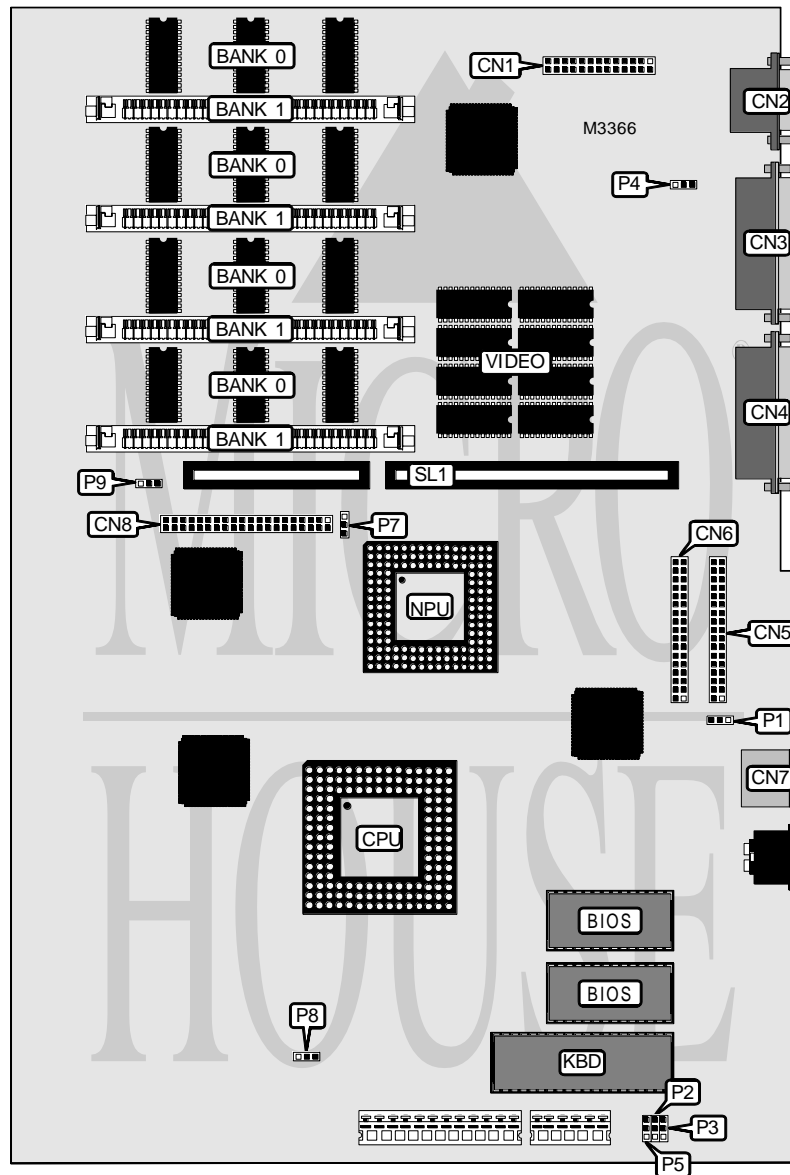 BANK 0
CN1
CN2
BANK 1
M3366
BANK 0
P4
BANK 1
CN3
BANK 0
BANK 1
VIDEO
®
BANK 0
CN4
BANK 1
SL1
P9
CN8
P7
CN6
MICRO
NPU
CN5
P1
CN7
CPU
HOUSE
BIOS
BIOS
P8
KBD
P2
P3
P5